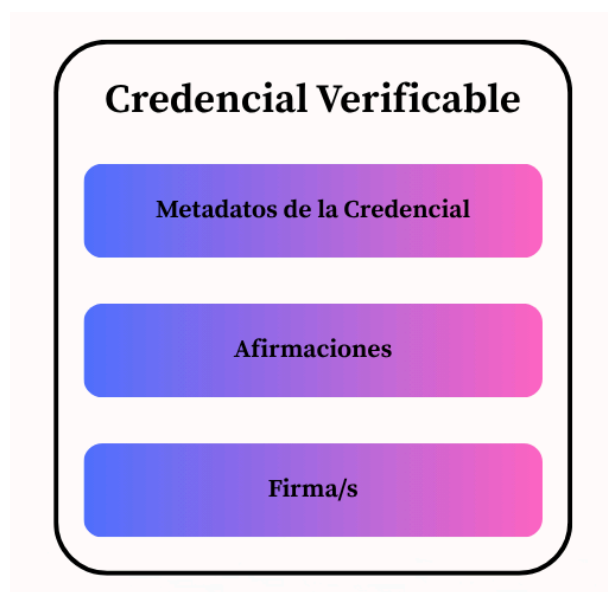 Credencial Verificable
Metadatos de la Credencial
Afirmaciones
Firma/s